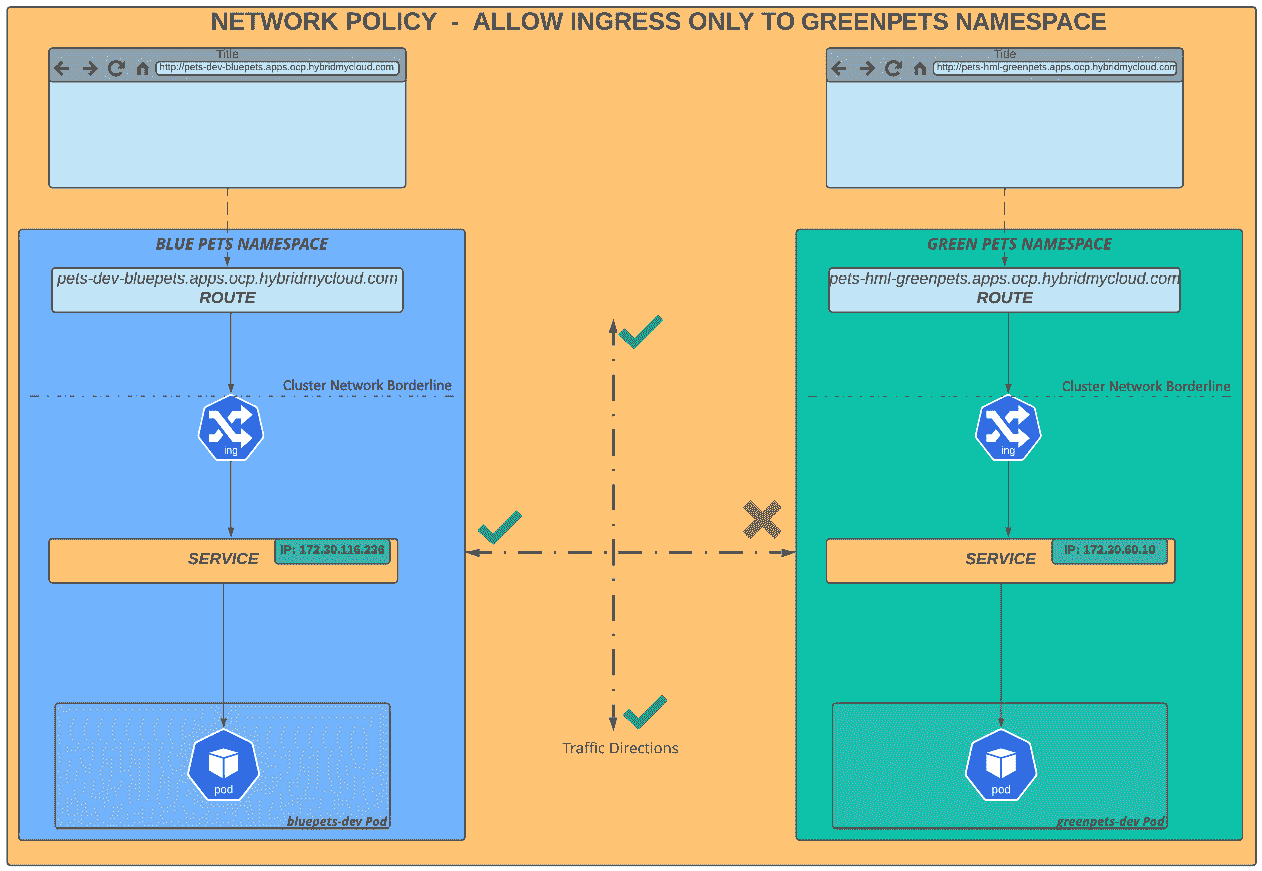 NETWORK POLICY - ALLOW INGRESS ONLY TO GREENPETS NAMESPACE
Title
http://pets-dev-bluepets.apps.ocp.hybridmycloud.com
Title
http://pets-hml-greenpets.apps.ocp.hybridmycloud.com
BLUE PETS NAMESPACE
pets-dev-bluepets.apps.ocp.hybridmycloud.com
ROUTE
Cluster Network Borderline
ing
SERVICE
IP: 172.30.116.236
pod
bluepets-dev Pod
Traffic Directions
GREEN PETS NAMESPACE
pets-hml-greenpets.apps.ocp.hybridmycloud.com
ROUTE
Cluster Network Borderline
ing
SERVICE
IP: 172.30.60.10
pod
greenpets-dev Pod